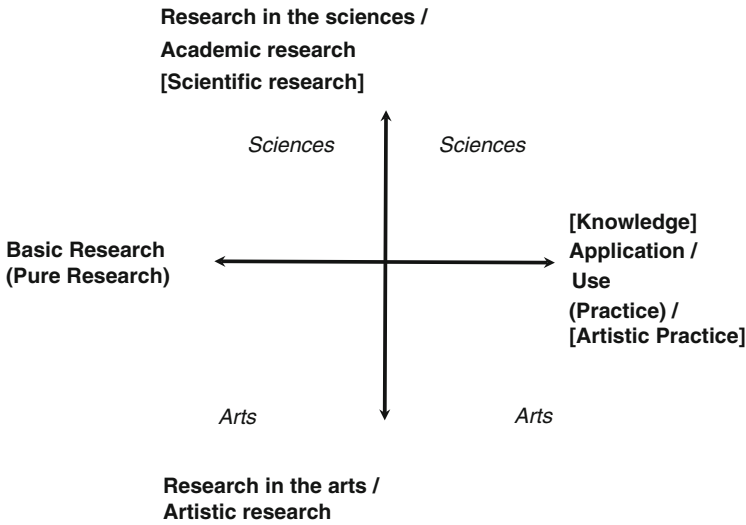 Research in the sciences /
Academic research
[Scientific research]
Sciences
Sciences
Basic Research
(Pure Research)
[Knowledge]
Application /
Use
(Practice) /
[Artistic Practice]
Arts
Arts
Research in the arts /
Artistic research